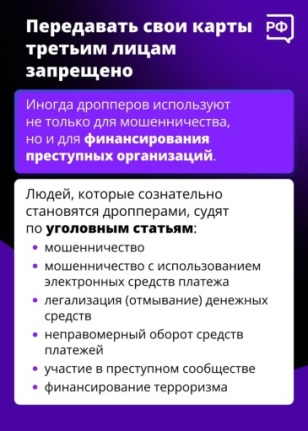 Передавать свои карты
третьим лицам
запрещено
РФ
Иногда дропперов используют
не только для мошенничества,
но и для финансирования
преступных организаций.
Людей, которые сознательно
становятся дропперами, судят
по уголовным статьям:
• мошенничество
• мошенничество с использованием
электронных средств платежа
• легализация (отмывание) денежных
средств
• неправомерный оборот средств
платежей
• участие в преступном сообществе
• финансирование терроризма